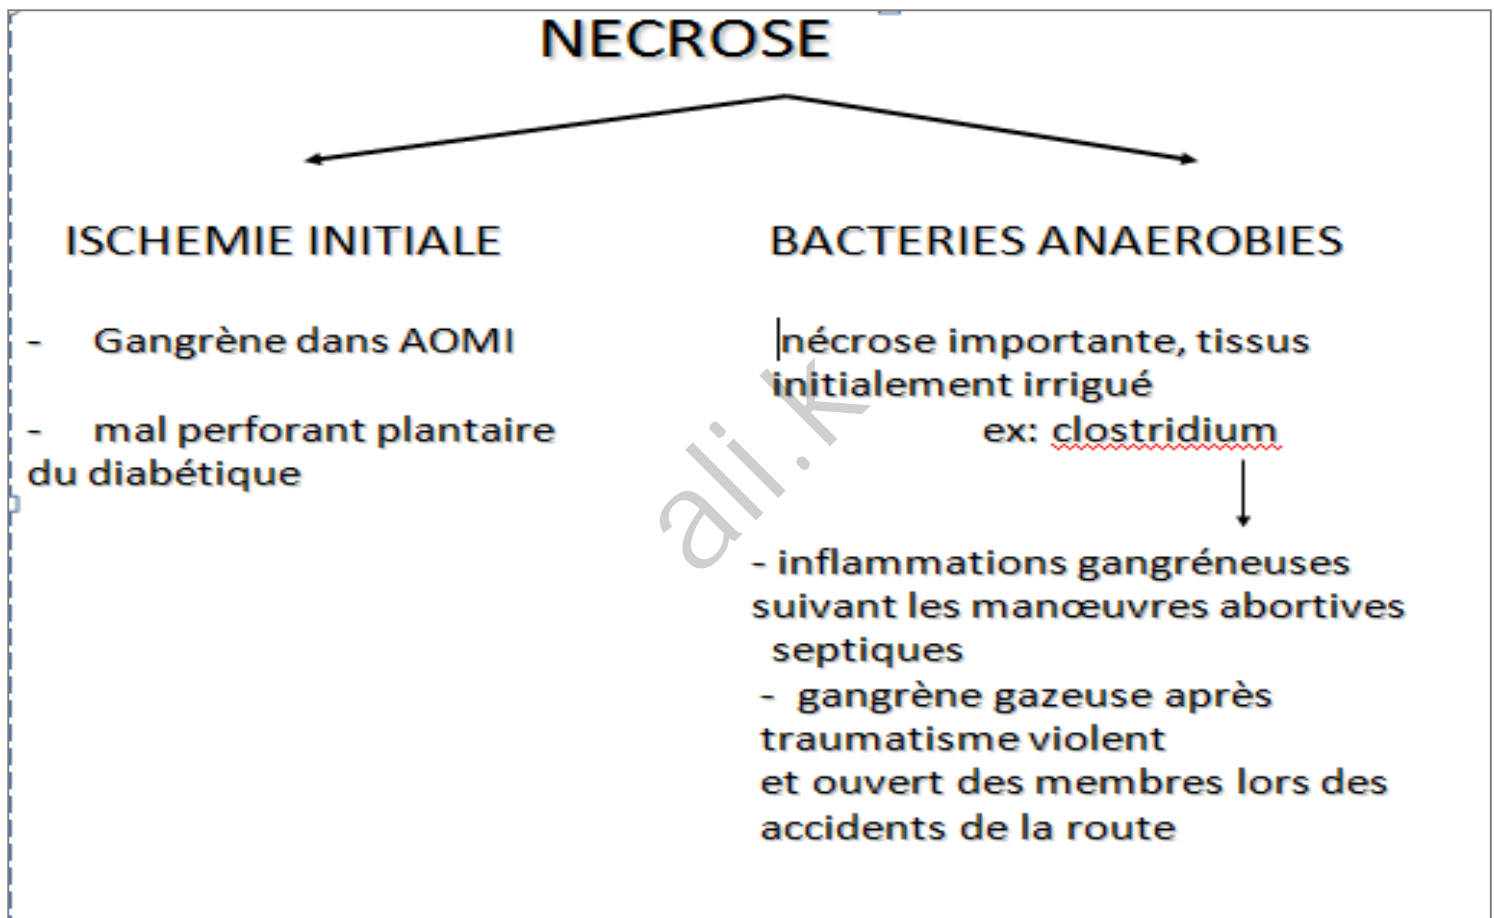 NECROSE
ISCHEMIE INITIALE
- Gangrène dans AOMI
- mal perforant plantaire
du diabétique
BACTERIES ANAEROBIES
nécrose importante, tissus
initialement irrigué
ex: clostridium
- inflammations gangréneuses
suivant les manœuvres abortives
septiques
- gangrène gazeuse après
traumatisme violent
et ouvert des membres lors des
accidents de la route
ali.k